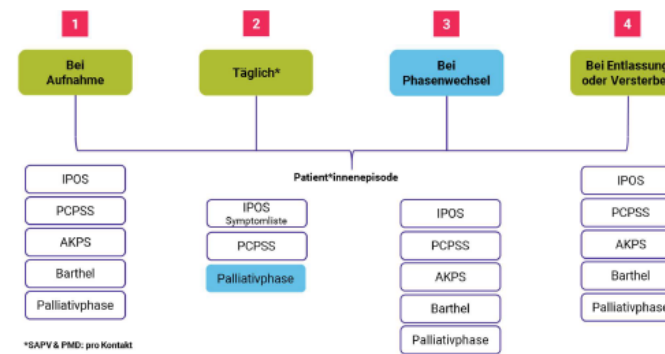 1
2
3
4
Bei
Aufnahme
Täglich*
Bei
Phasenwechsel
Bei Entlassung
oder Versterbe
Patient*innenepisode
IPOS
PCPSS
AKPS
Barthel
Palliativphase
IPOS
Symptomliste
PCPSS
Palliativphase
IPOS
PCPSS
AKPS
Barthel
Palliativphase
IPOS
PCPSS
AKPS
Barthel
Palliativphase
*SAPV & PMD: pro Kontakt